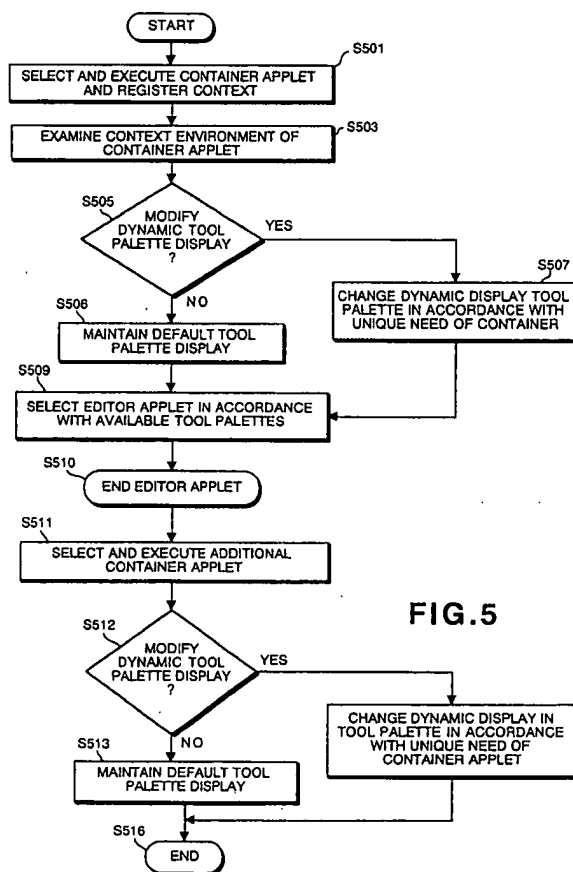 START
S501
SELECT AND EXECUTE CONTAINER APPLET
AND REGISTER CONTEXT
S503
EXAMINE CONTEXT ENVIRONMENT OF
CONTAINER APPLET
S505
MODIFY
DYNAMIC TOOL
PALETTE DISPLAY
?
YES
NO
S507
CHANGE DYNAMIC DISPLAY TOOL
PALETTE IN ACCORDANCE WITH
UNIQUE NEED OF CONTAINER
S506
MAINTAIN DEFAULT TOOL
PALETTE DISPLAY
S509
SELECT EDITOR APPLET IN ACCORDANCE
WITH AVAILABLE TOOL PALETTES
S510
END EDITOR APPLET
S511
SELECT AND EXECUTE ADDITIONAL
CONTAINER APPLET
FIG.5
S512
MODIFY
DYNAMIC TOOL
PALETTE DISPLAY
?
YES
NO
CHANGE DYNAMIC DISPLAY IN
TOOL PALETTE IN ACCORDANCE
WITH UNIQUE NEED OF
CONTAINER APPLET
S513
MAINTAIN DEFAULT TOOL
PALETTE DISPLAY
S516
END